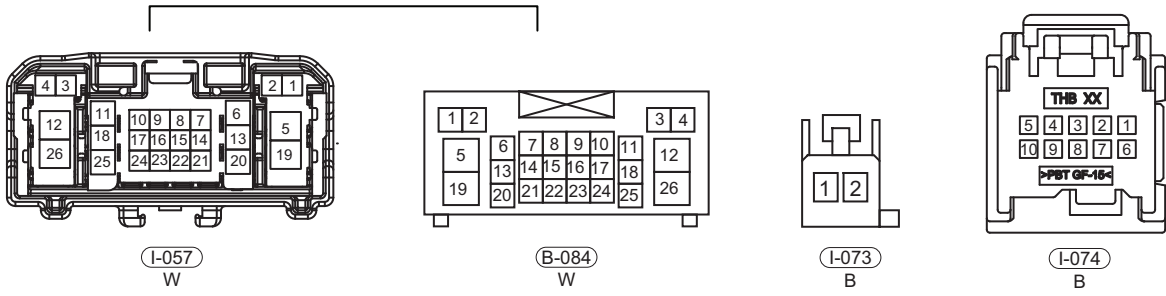 4 3
2 1
11
6
12
10 9 8 7
5
18
17 16 15 14
13
26
24 23 22 21
19
25
20
I-057
W
1 2
3 4
5
6
7 8 9 10
11
12
13
14 15 16 17
18
19
20
21 22 23 24
25
26
B-084
W
1 2
I-073
B
THB XX
5 4 3 2 1
10 9 8 7 6
>PBT GF-15<
I-074
B